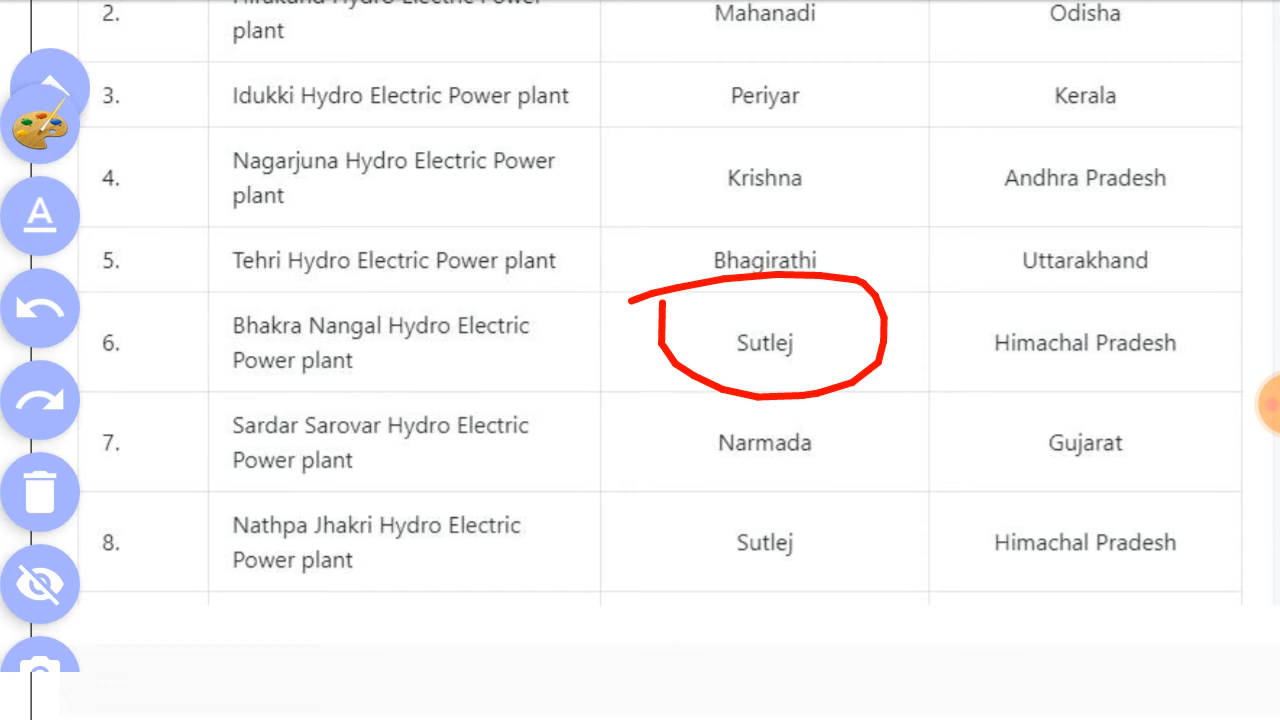 2.
Hydro Electric Power
plant
Mahanadi
Odisha
3.
Idukki Hydro Electric Power plant
Periyar
Kerala
4.
Nagarjuna Hydro Electric Power
plant
Krishna
Andhra Pradesh
5.
Tehri Hydro Electric Power plant
Bhagirathi
Uttarakhand
6.
Bhakra Nangal Hydro Electric
Power plant
Sutlej
Himachal Pradesh
7.
Sardar Sarovar Hydro Electric
Power plant
Narmada
Gujarat
8.
Nathpa Jhakri Hydro Electric
Power plant
Sutlej
Himachal Pradesh
A